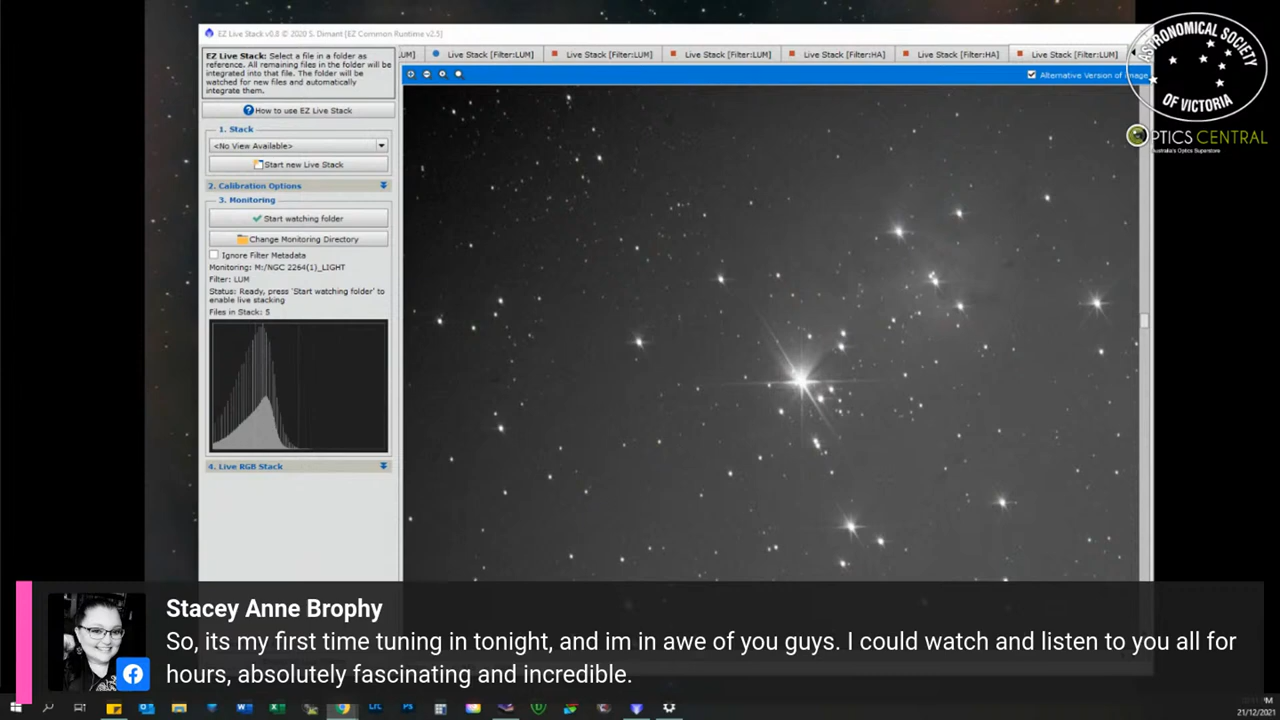 EZ Live Stack v0.8 © 2020 S. Dimant [EZ Common Runtime v2.5]
EZ Live Stack: Select a file in a folder as
reference. All remaining files in the folder will be
integrated into that file. The folder will be
watched for new files and automatically
integrate them.
How to use EZ Live Stack
1. Stack
<No View Available>
Start new Live Stack
2. Calibration Options
3. Monitoring
Start watching folder
Change Monitoring Directory
Ignore Filter Metadata
Monitoring: M:/NGC 2264(1)_LIGHT
Filter: LUM
Status: Ready, press 'Start watching folder' to
enable live stacking
Files in Stack: 5
4. Live RGB Stack
LUM] Live Stack [Filter:LUM] Live Stack [Filter:LUM] Live Stack [Filter:LUM] Live Stack [Filter:HA] Live Stack [Filter:HA] Live Stack [Filter:LUM]
Alternative Version of image
ASTRONOMICAL SOCIETY
OF VICTORIA
OPTICS CENTRAL
Australia's Optics Superstore
Stacey Anne Brophy
So, its my first time tuning in tonight, and im in awe of you guys. I could watch and listen to you all for
hours, absolutely fascinating and incredible.
21/12/2021